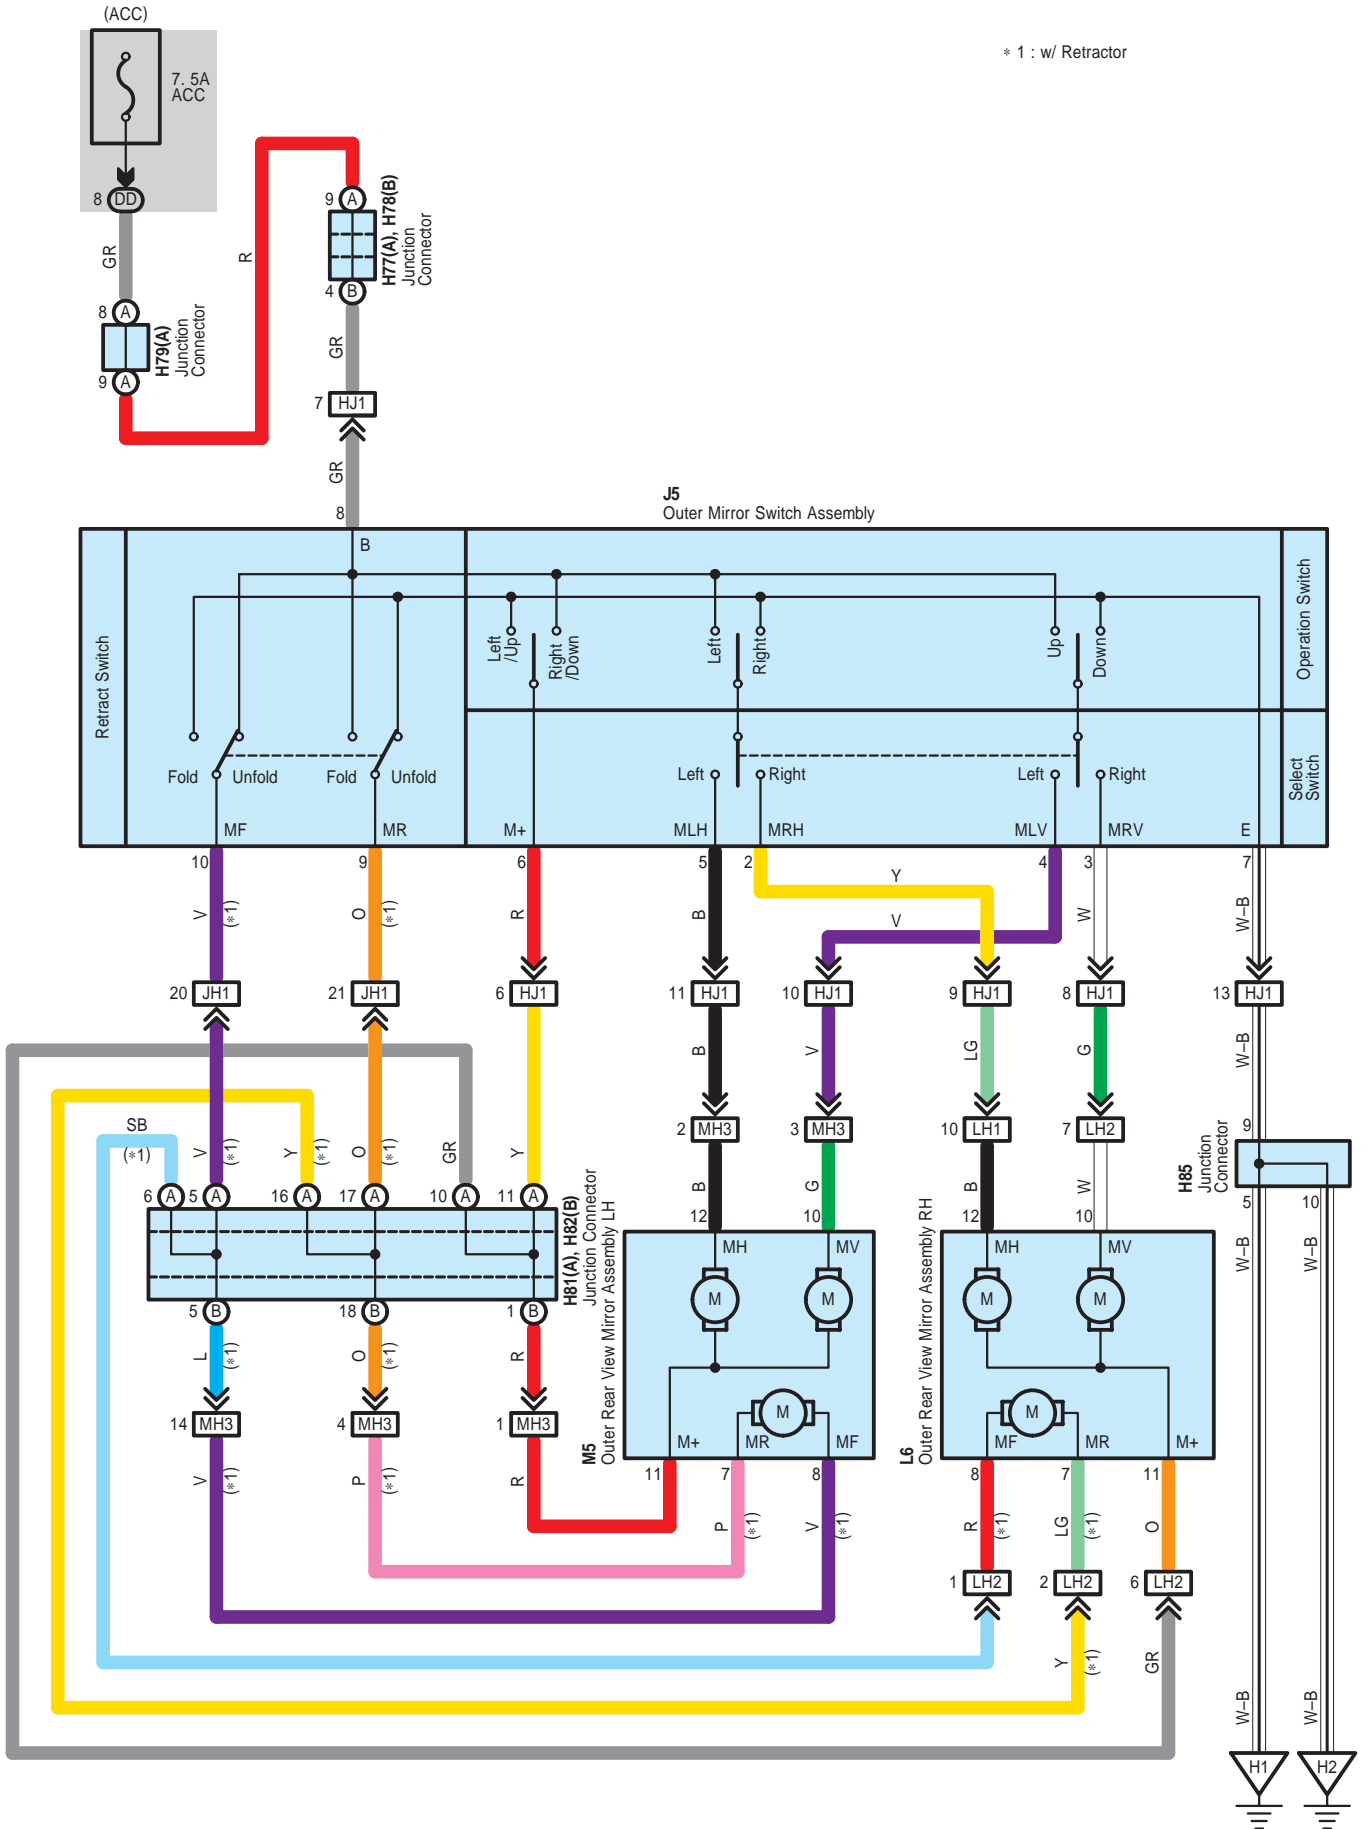 (ACC)
∗ 1 : w/ Retractor
7. 5A
ACC
8 DD
GR
R
9 A
H77(A), H78(B)
Junction
Connector
4 B
8 A
H79(A)
Junction
Connector
9 A
GR
7 HJ1
GR
8
J5
Outer Mirror Switch Assembly
B
Retract Switch
Operation Switch
Left
/Up
Right
/Down
Left
Right
Up
Down
Select
Switch
Fold Unfold Fold Unfold
Left Right Left Right
MF MR M+ MLH MRH MLV MRV E
10 9 6 5 2 4 3 7
Y
V
V (∗1) O (∗1) R B W W–B
20 JH1 21 JH1 6 HJ1 11 HJ1 10 HJ1 9 HJ1 8 HJ1 13 HJ1
B V LG G W–B
2 MH3 3 MH3 10 LH1 7 LH2
SB
(∗1)
V (∗1) Y (∗1) O (∗1) GR Y
9
H85
Junction
Connector
5 10
6 A 5 A 16 A 17 A 10 A 11 A
B G B W
12 10 12 10
H81(A), H82(B)
Junction Connector
MH MV MH MV
W–B W–B
M M M M
5 B 18 B 1 B
L (∗1) O (∗1) R
14 MH3 4 MH3 1 MH3
M M
M5
Outer Rear View Mirror Assembly LH
M+ MR MF
L6
Outer Rear View Mirror Assembly RH
MF MR M+
11 7 8 8 7 11
V (∗1) P (∗1) R
P (∗1) V (∗1) R (∗1) LG (∗1) O
1 LH2 2 LH2 6 LH2
Y (∗1) GR
W–B W–B
H1 H2